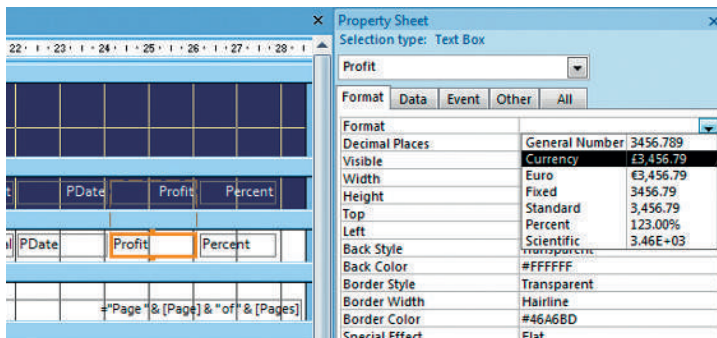 22 · 23 · 24 · 25 · 26 · 27 · 28
PDate Profit Percent
PDate Profit Percent
="Page "& [Page] & "of"& [Pages]
Property Sheet
Selection type: Text Box
Profit
Format Data Event Other All
Format
Decimal Places General Number 3456.789
Visible Currency £3,456.79
Width Euro €3,456.79
Height Fixed 3456.79
Top Standard 3,456.79
Left Percent 123.00%
Scientific 3.46E+03
Back Style Transparent
Back Color #FFFFFF
Border Style Transparent
Border Width Hairline
Border Color #46A6BD
Special Effect Flat